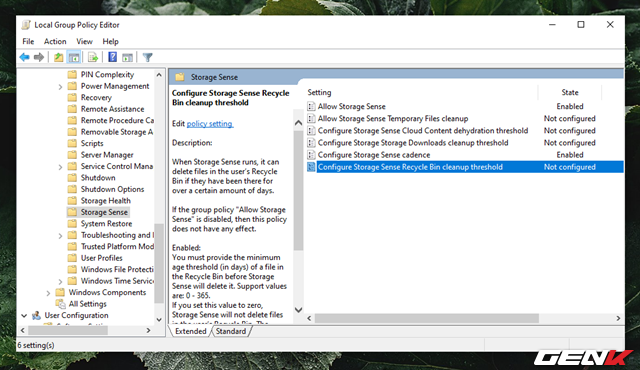 Local Group Policy Editor
File Action View Help
PIN Complexity
Power Management
Recovery
Remote Assistance
Remote Procedure Ca
Removable Storage A
Scripts
Server Manager
Service Control Mana
Shutdown
Shutdown Options
Storage Health
Storage Sense
System Restore
Troubleshooting and
Trusted Platform Mod
User Profiles
Windows File Protecti
Windows Time Service
Windows Components
All Settings
User Configuration
Storage Sense
Configure Storage Sense Recycle
Bin cleanup threshold
Edit policy setting
Description:
When Storage Sense runs, it can
delete files in the user's Recycle
Bin if they have been there for
over a certain amount of days.
If the group policy "Allow Storage
Sense" is disabled, then this policy
does not have any effect.
Enabled:
You must provide the minimum
age threshold (in days) of a file in
the Recycle Bin before Storage
Sense will delete it. Support values
are: 0 - 365.
If you set this value to zero,
Storage Sense will not delete files
in the user's Recycle Bin. The
Setting State
Allow Storage Sense Enabled
Allow Storage Sense Temporary Files cleanup Not configured
Configure Storage Sense Cloud Content dehydration threshold Not configured
Configure Storage Storage Downloads cleanup threshold Not configured
Configure Storage Sense cadence Enabled
Configure Storage Sense Recycle Bin cleanup threshold Not configured
Extended Standard
6 setting(s)
GENK